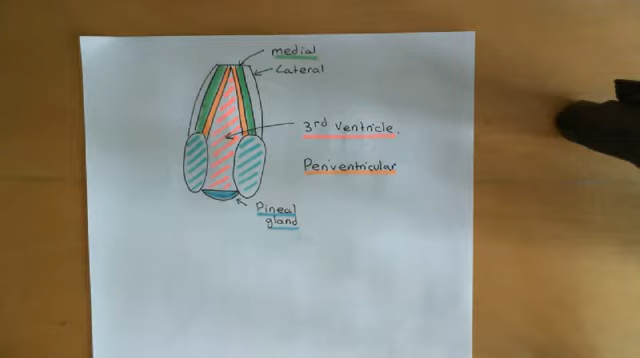 medial
Lateral
3rd Ventricle.
Periventricular
Pineal
gland